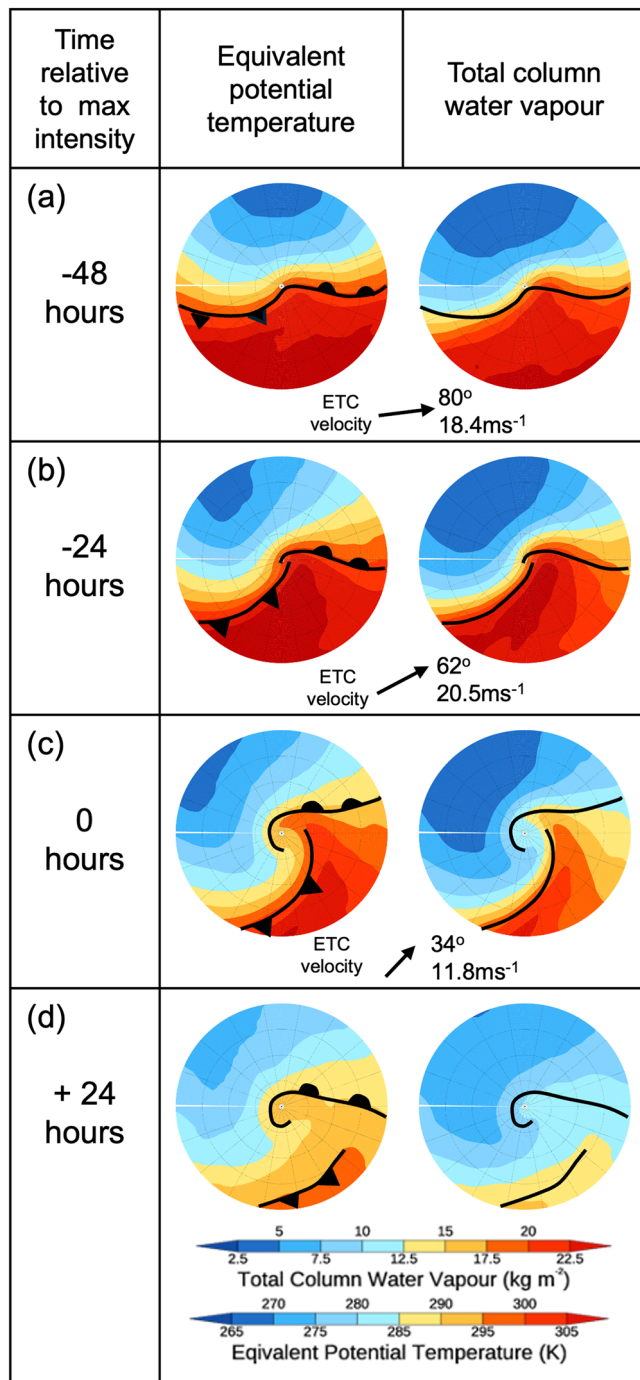 Time
relative
to max
intensity
Equivalent
potential
temperature
Total column
water vapour
(a)
-48
hours
ETC
velocity
80º
18.4ms⁻¹
(b)
-24
hours
ETC
velocity
62º
20.5ms⁻¹
(c)
0
hours
ETC
velocity
34º
11.8ms⁻¹
(d)
+ 24
hours
5 10 15 20
2.5 7.5 12.5 17.5 22.5
Total Column Water Vapour (kg m⁻²)
270 280 290 300
265 275 285 295 305
Eqivalent Potential Temperature (K)